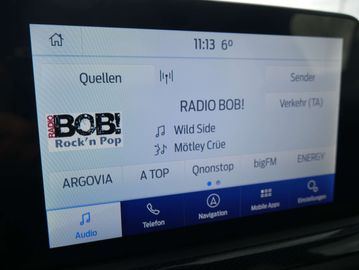 11:13 6°
Quellen
Sender
RADIO BOB!
Verkehr (TA)
RADIO
BOB!
Rock'n Pop
Wild Side
Mötley Crüe
ARGOVIA A TOP Qnonstop bigFM ENERGY
Audio Telefon Navigation Mobile Apps Einstellungen